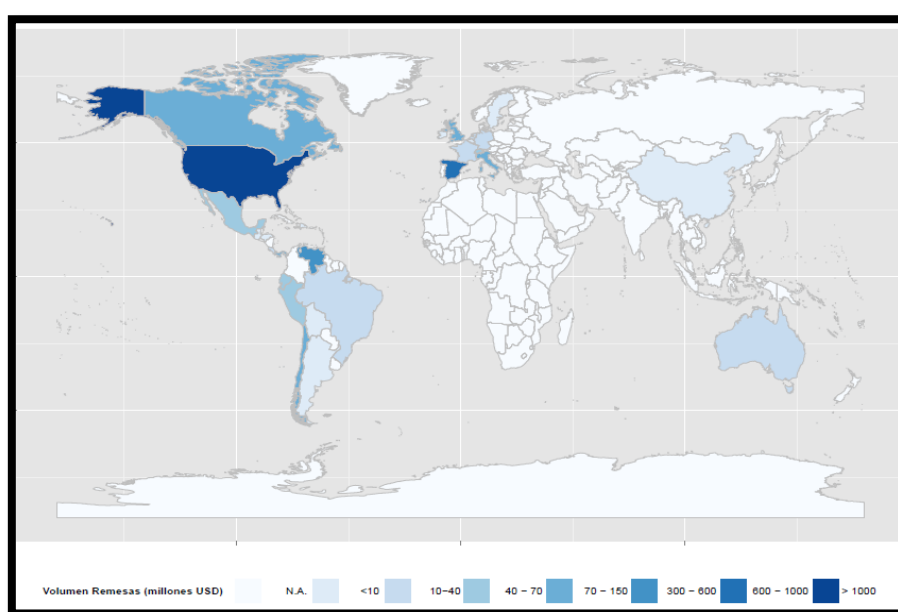 Volumen Remesas (millones USD) N.A. <10 10–40 40 – 70 70 – 150 300 – 600 600 – 1000 > 1000